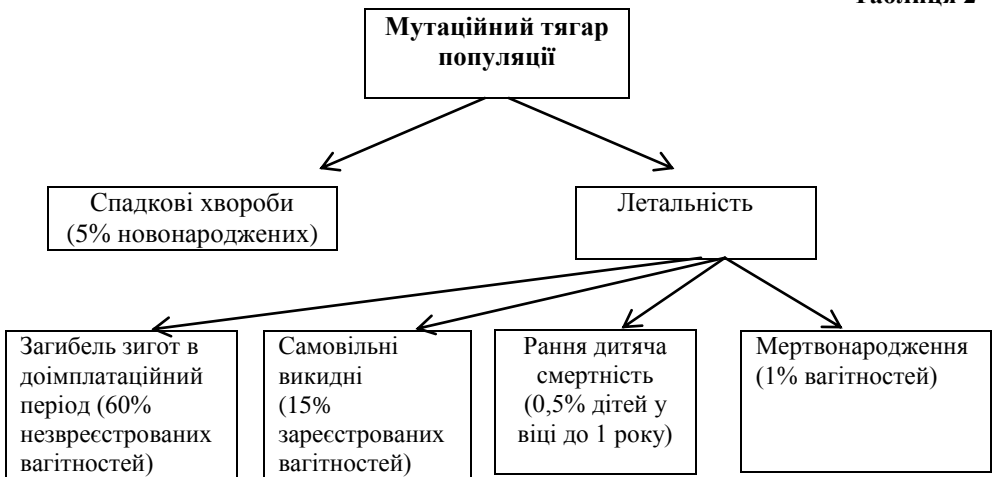 Таблиця 2
Мутаційний тягар
популяції
Спадкові хвороби
(5% новонароджених)
Летальність
Загибель зигот в
доімплатаційний
період (60%
незвреєстрованих
вагітностей)
Самовільні
викидні
(15%
зареєстрованих
вагітностей)
Рання дитяча
смертність
(0,5% дітей у
віці до 1 року)
Мертвонародження
(1% вагітностей)